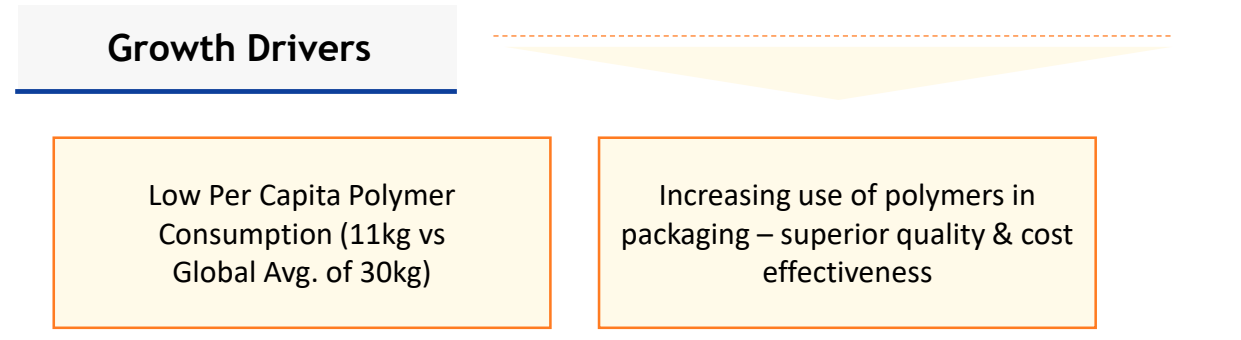 Growth Drivers
Low Per Capita Polymer
Consumption (11kg vs
Global Avg. of 30kg)
Increasing use of polymers in
packaging – superior quality & cost
effectiveness